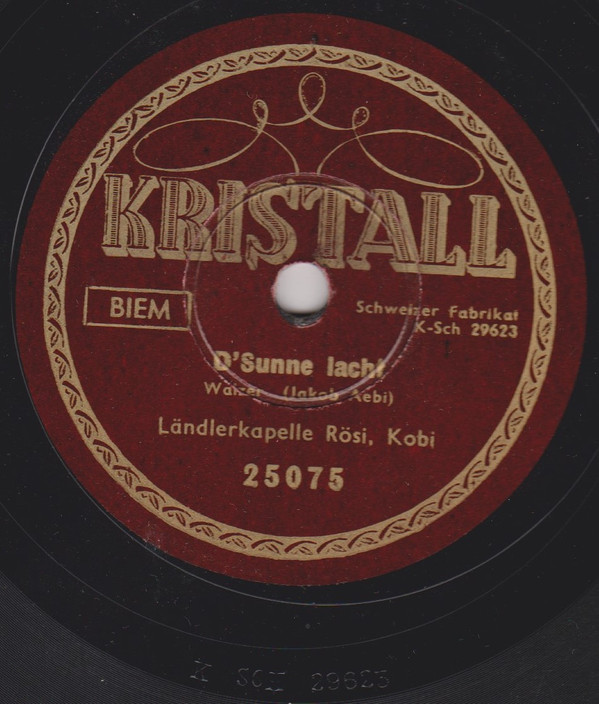 KRISTALL
BIEM
Schweizer Fabrikat
K-Sch 29623
D'Sunne lacht
Walzer (Jakob Aebi)
Ländlerkapelle Rösi, Kobi
25075
K SCH 29623